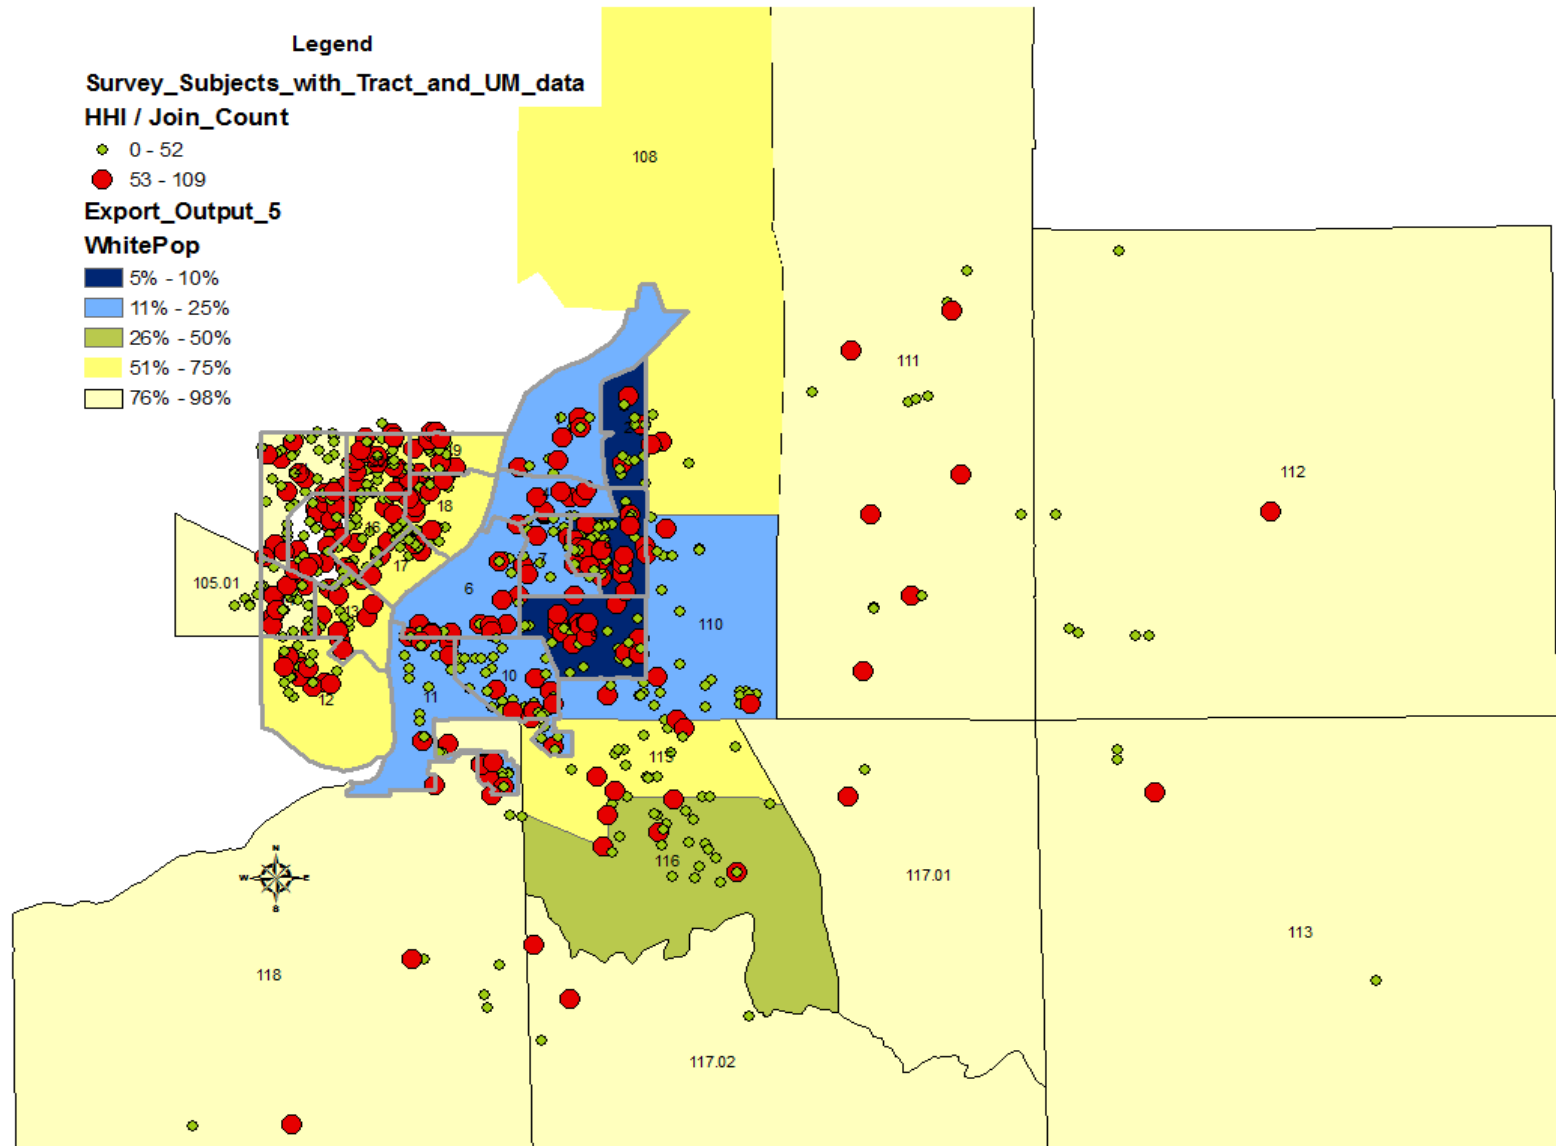 Legend
Survey_Subjects_with_Tract_and_UM_data
HHI / Join_Count
0 - 52
53 - 109
Export_Output_5
WhitePop
5% - 10%
11% - 25%
26% - 50%
51% - 75%
76% - 98%
108
111
112
19
18
16
17
7
6
105.01
13
110
10
11
12
115
116
117.01
113
118
117.02
N
W
E
S